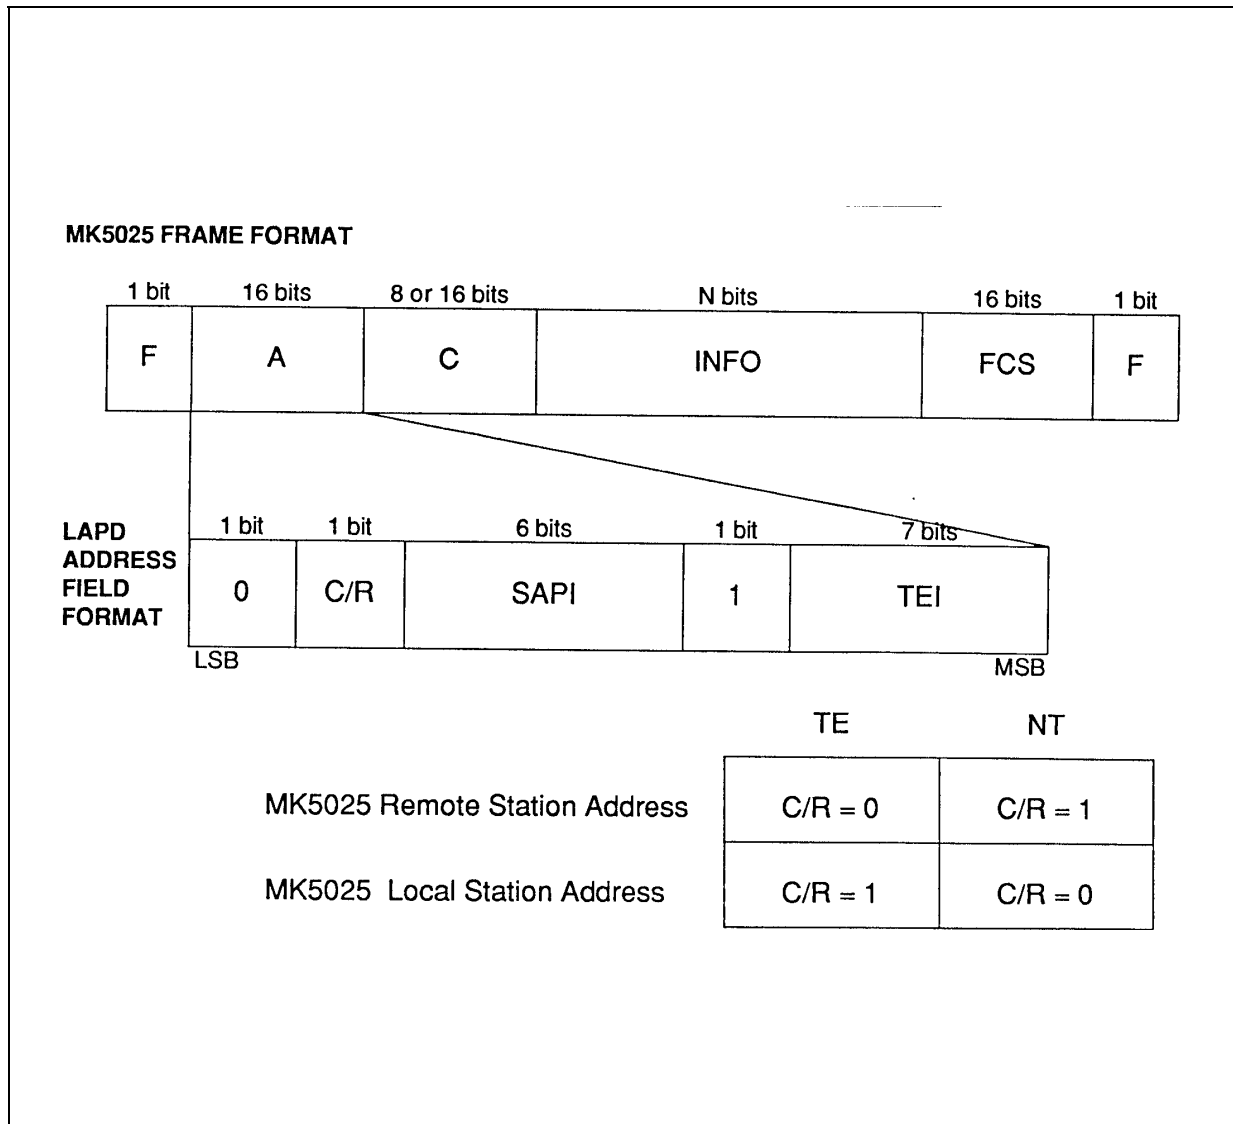 MK5025 FRAME FORMAT
1 bit 16 bits 8 or 16 bits N bits 16 bits 1 bit
F A C INFO FCS F
LAPD ADDRESS FIELD FORMAT
1 bit 1 bit 6 bits 1 bit 7 bits
0 C/R SAPI 1 TEI
LSB MSB
TE NT
MK5025 Remote Station Address C/R = 0 C/R = 1
MK5025 Local Station Address C/R = 1 C/R = 0